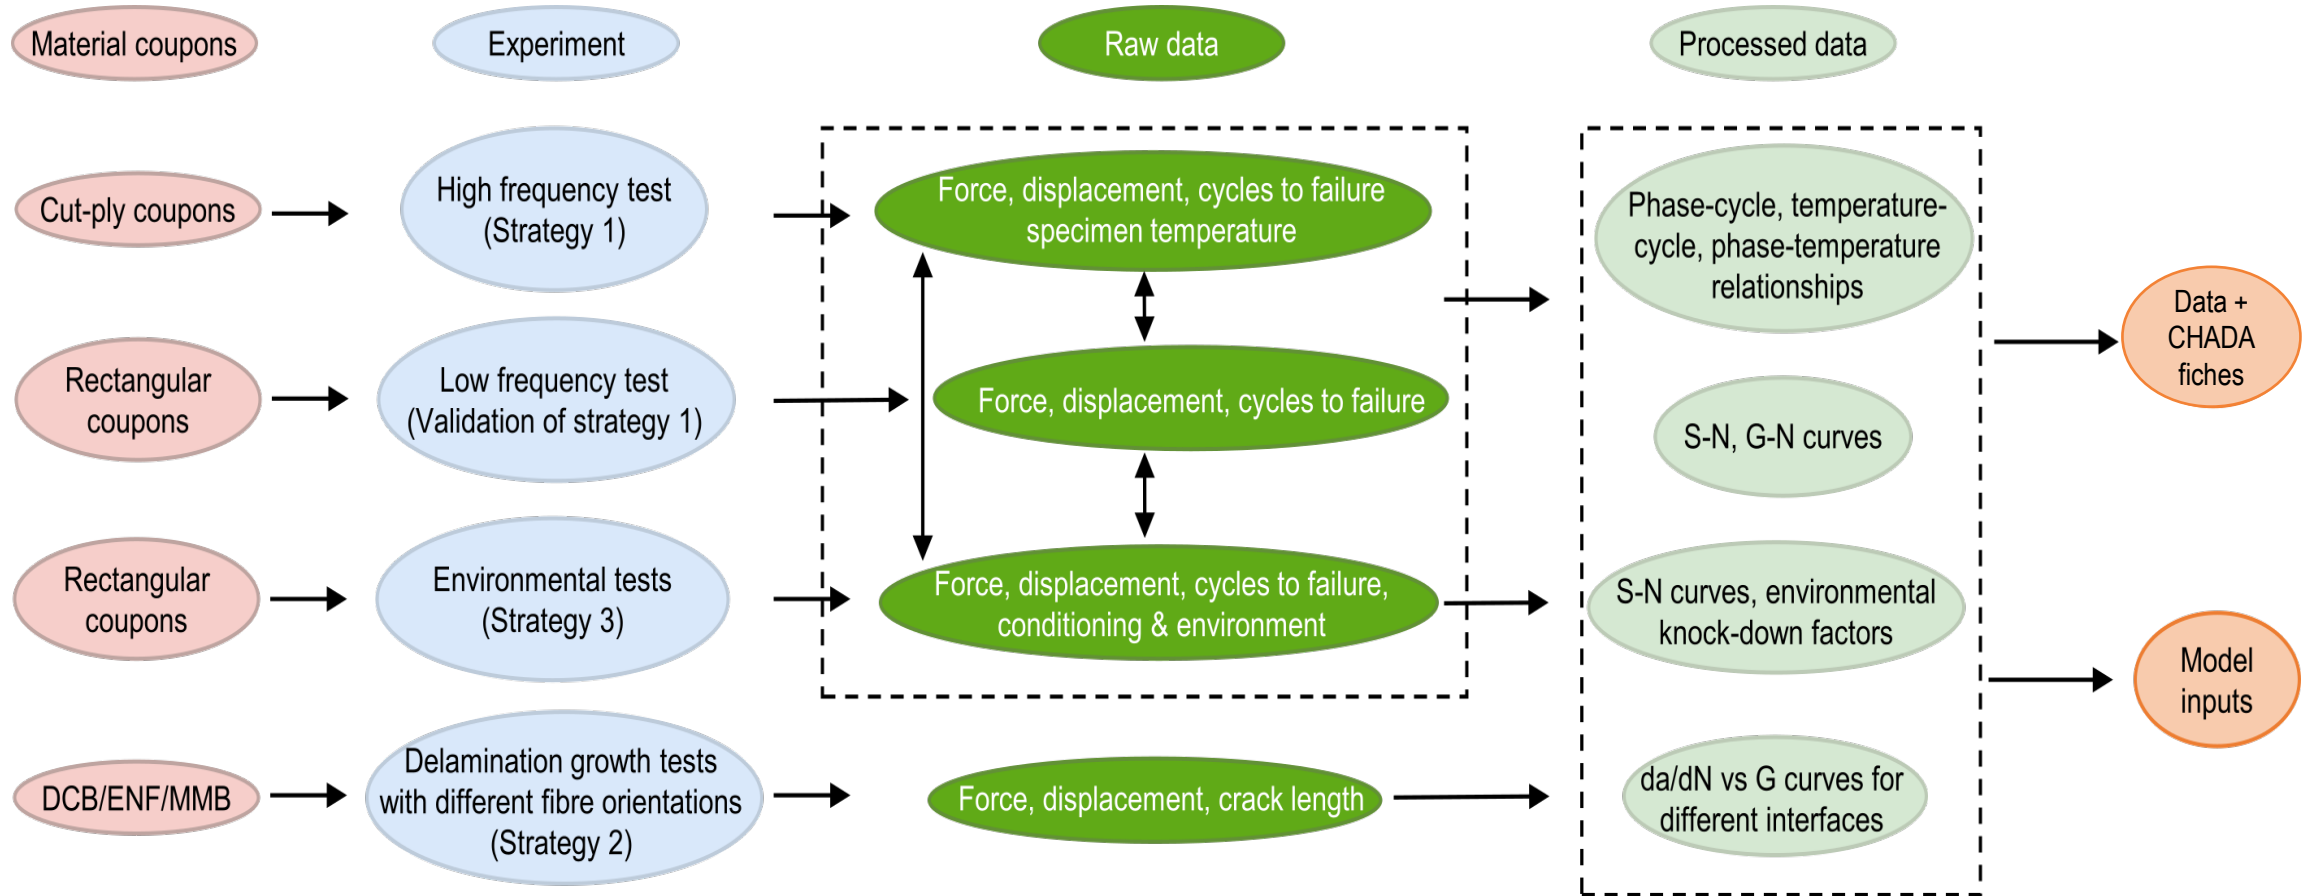 Material coupons
Experiment
Raw data
Processed data
Cut-ply coupons
High frequency test
(Strategy 1)
Force, displacement, cycles to failure
specimen temperature
Phase-cycle, temperature-
cycle, phase-temperature
relationships
Data +
CHADA
fiches
Rectangular
coupons
Low frequency test
(Validation of strategy 1)
Force, displacement, cycles to failure
S-N, G-N curves
Rectangular
coupons
Environmental tests
(Strategy 3)
Force, displacement, cycles to failure,
conditioning & environment
S-N curves, environmental
knock-down factors
Model
inputs
DCB/ENF/MMB
Delamination growth tests
with different fibre orientations
(Strategy 2)
Force, displacement, crack length
da/dN vs G curves for
different interfaces